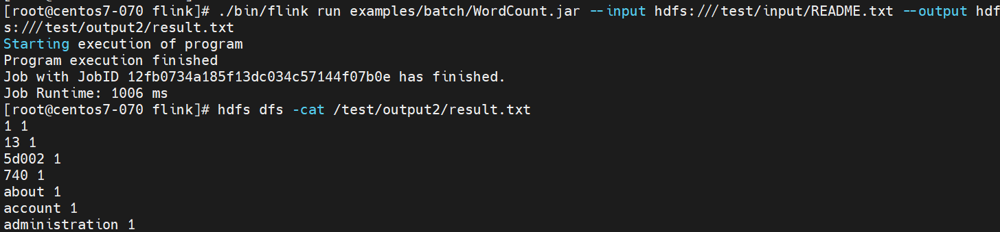 [root@centos7-070 flink]# ./bin/flink run examples/batch/WordCount.jar --input hdfs:///test/input/README.txt --output hdf
s:///test/output2/result.txt
Starting execution of program
Program execution finished
Job with JobID 12fb0734a185f13dc034c57144f07b0e has finished.
Job Runtime: 1006 ms
[root@centos7-070 flink]# hdfs dfs -cat /test/output2/result.txt
1 1
13 1
5d002 1
740 1
about 1
account 1
administration 1